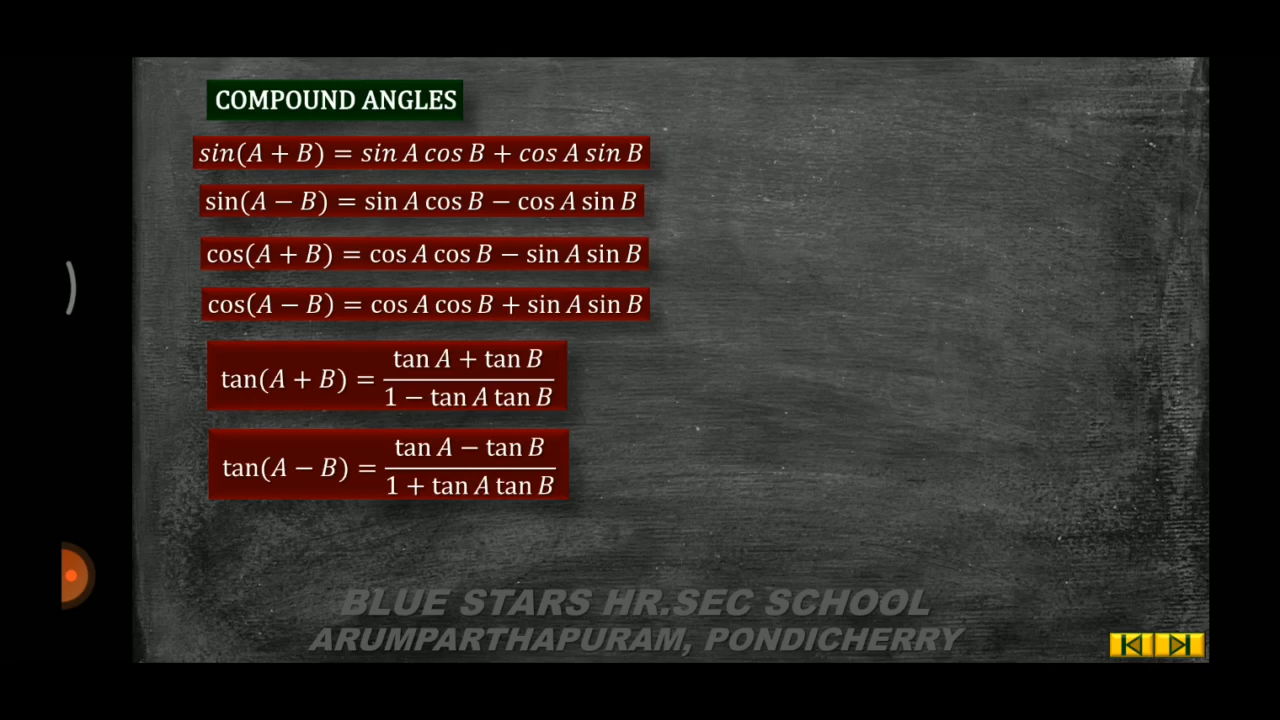 COMPOUND ANGLES
sin(A + B) = sin A cos B + cos A sin B
sin(A − B) = sin A cos B − cos A sin B
cos(A + B) = cos A cos B − sin A sin B
cos(A − B) = cos A cos B + sin A sin B
tan(A + B) = (tan A + tan B) / (1 − tan A tan B)
tan(A − B) = (tan A − tan B) / (1 + tan A tan B)
BLUE STARS HR.SEC SCHOOL
ARUMPARTHAPURAM, PONDICHERRY